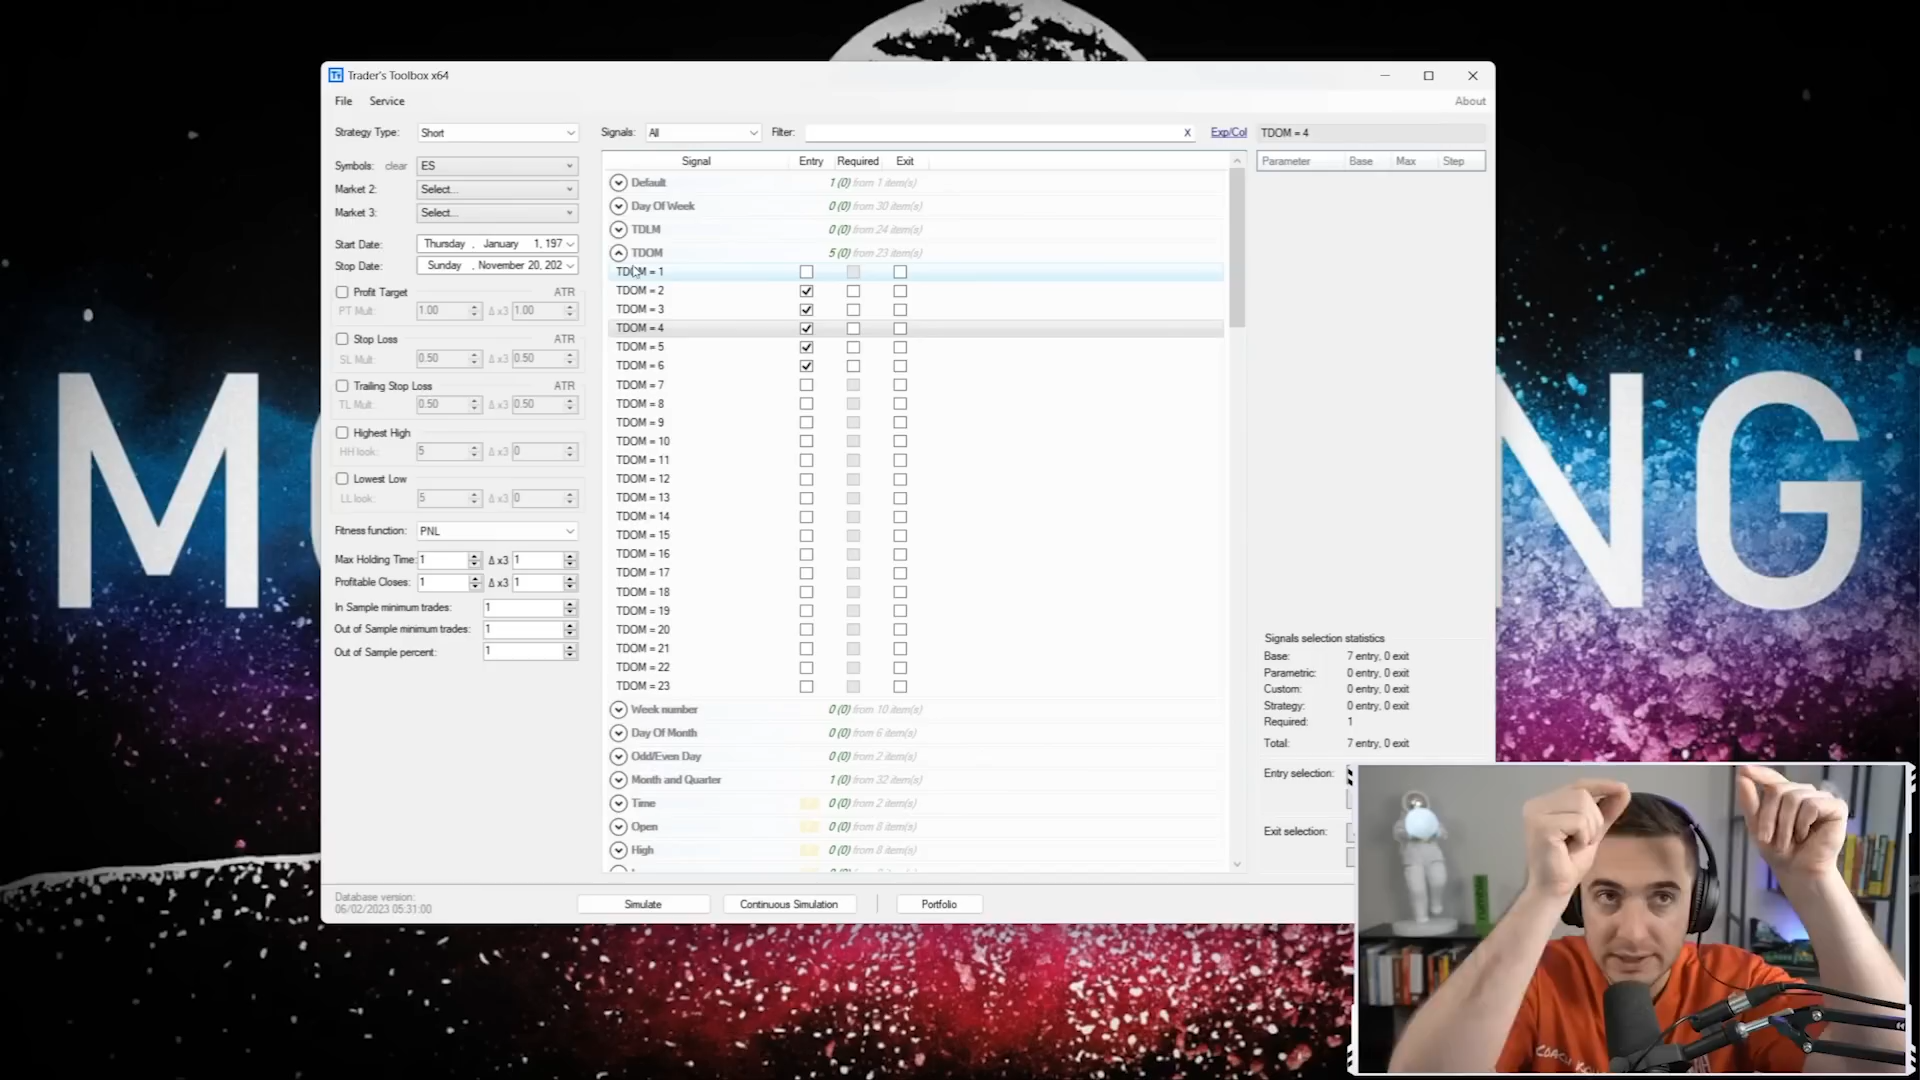 Trader's Toolbox x64
File Service About
Strategy Type: Short Signals: All Filter: X Exp/Col TDOM = 4
Symbols: clear ES
Market 2: Select...
Market 3: Select...
Start Date: Thursday , January 1, 197
Stop Date: Sunday , November 20, 202
Profit Target ATR
PT Mult: 1.00 Δ x3 1.00
Stop Loss ATR
SL Mult: 0.50 Δ x3 0.50
Trailing Stop Loss ATR
TL Mult: 0.50 Δ x3 0.50
Highest High
HH look: 5 Δ x3 0
Lowest Low
LL look: 5 Δ x3 0
Fitness function: PNL
Max Holding Time: 1 Δ x3 1
Profitable Closes: 1 Δ x3 1
In Sample minimum trades: 1
Out of Sample minimum trades: 1
Out of Sample percent: 1
Signal Entry Required Exit
Default 1 (0) from 1 item(s)
Day Of Week 0 (0) from 30 item(s)
TDLM 0 (0) from 24 item(s)
TDOM 5 (0) from 23 item(s)
TDOM = 1
TDOM = 2
TDOM = 3
TDOM = 4
TDOM = 5
TDOM = 6
TDOM = 7
TDOM = 8
TDOM = 9
TDOM = 10
TDOM = 11
TDOM = 12
TDOM = 13
TDOM = 14
TDOM = 15
TDOM = 16
TDOM = 17
TDOM = 18
TDOM = 19
TDOM = 20
TDOM = 21
TDOM = 22
TDOM = 23
Week number 0 (0) from 10 item(s)
Day Of Month 0 (0) from 6 item(s)
Odd/Even Day 0 (0) from 2 item(s)
Month and Quarter 1 (0) from 32 item(s)
Time 0 (0) from 2 item(s)
Open 0 (0) from 8 item(s)
High 0 (0) from 8 item(s)
Parameter Base Max Step
Signals selection statistics
Base: 7 entry, 0 exit
Parametric: 0 entry, 0 exit
Custom: 0 entry, 0 exit
Strategy: 0 entry, 0 exit
Required: 1
Total: 7 entry, 0 exit
Entry selection:
Exit selection:
Database version:
06/02/2023 05:31:00
Simulate Continuous Simulation Portfolio
M NG
COACH